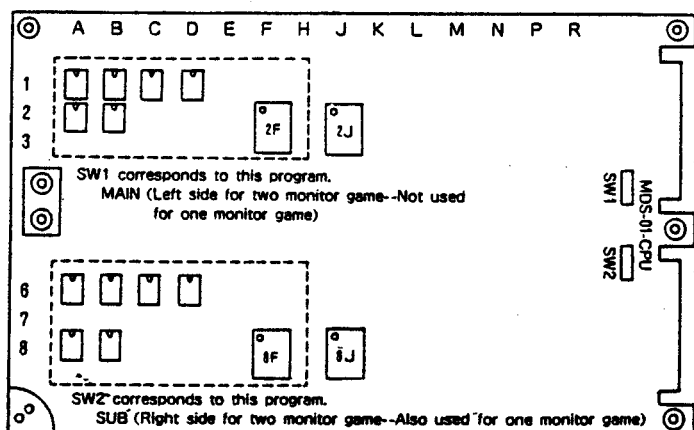 A B C D E F H J K L M N P R
1
2
3
2F 2J
SW1 corresponds to this program.
MAIN (Left side for two monitor game--Not used
for one monitor game)
SW1
MDS-01-CPU
SW2
6
7
8
8F 8J
SW2 corresponds to this program.
SUB (Right side for two monitor game--Also used for one monitor game)